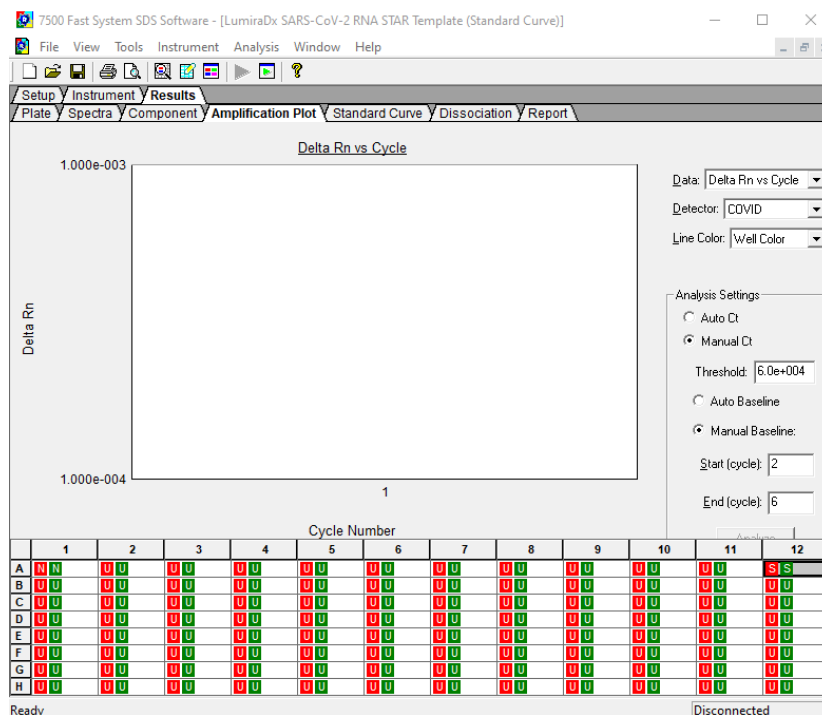 7500 Fast System SDS Software - [LumiraDx SARS-CoV-2 RNA STAR Template (Standard Curve)]
File View Tools Instrument Analysis Window Help
Setup Instrument Results
Plate Spectra Component Amplification Plot Standard Curve Dissociation Report
Delta Rn vs Cycle
1.000e-003
Data: Delta Rn vs Cycle
Detector: COVID
Line Color: Well Color
Delta Rn
Analysis Settings
Auto Ct
Manual Ct
Threshold: 6.0e+004
Auto Baseline
Manual Baseline:
Start (cycle): 2
End (cycle): 6
1.000e-004
1
Cycle Number
Analyze
1 2 3 4 5 6 7 8 9 10 11 12
A N N U U U U U U U U U U U U U U U U U U U U S S
B U U U U U U U U U U U U U U U U U U U U U U U U
C U U U U U U U U U U U U U U U U U U U U U U U U
D U U U U U U U U U U U U U U U U U U U U U U U U
E U U U U U U U U U U U U U U U U U U U U U U U U
F U U U U U U U U U U U U U U U U U U U U U U U U
G U U U U U U U U U U U U U U U U U U U U U U U U
H U U U U U U U U U U U U U U U U U U U U U U U U
Ready Disconnected